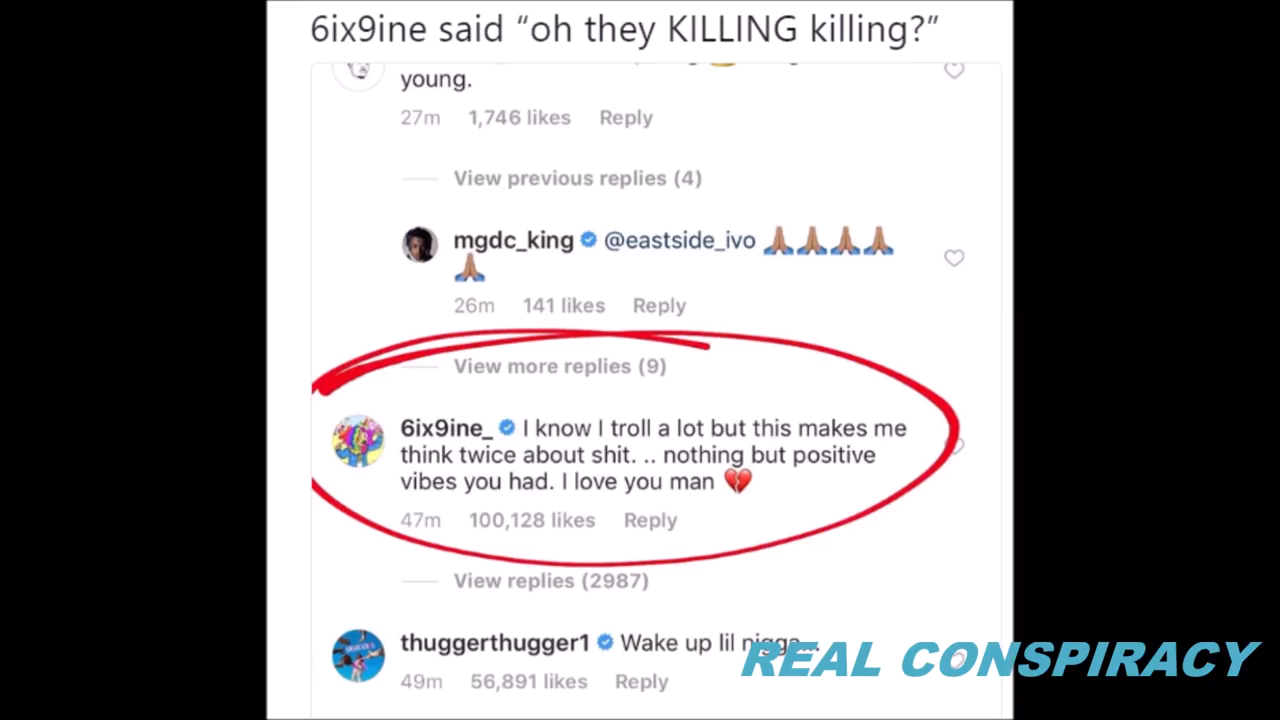 6ix9ine said “oh they KILLING killing?”
young.
27m 1,746 likes Reply
View previous replies (4)
mgdc_king @eastside_ivo 🙏🏽🙏🏽🙏🏽🙏🏽
🙏🏽
26m 141 likes Reply
View more replies (9)
6ix9ine_ I know I troll a lot but this makes me
think twice about shit. .. nothing but positive
vibes you had. I love you man 💔
47m 100,128 likes Reply
View replies (2987)
thuggerthugger1 Wake up lil nigga...
REAL CONSPIRACY
49m 56,891 likes Reply